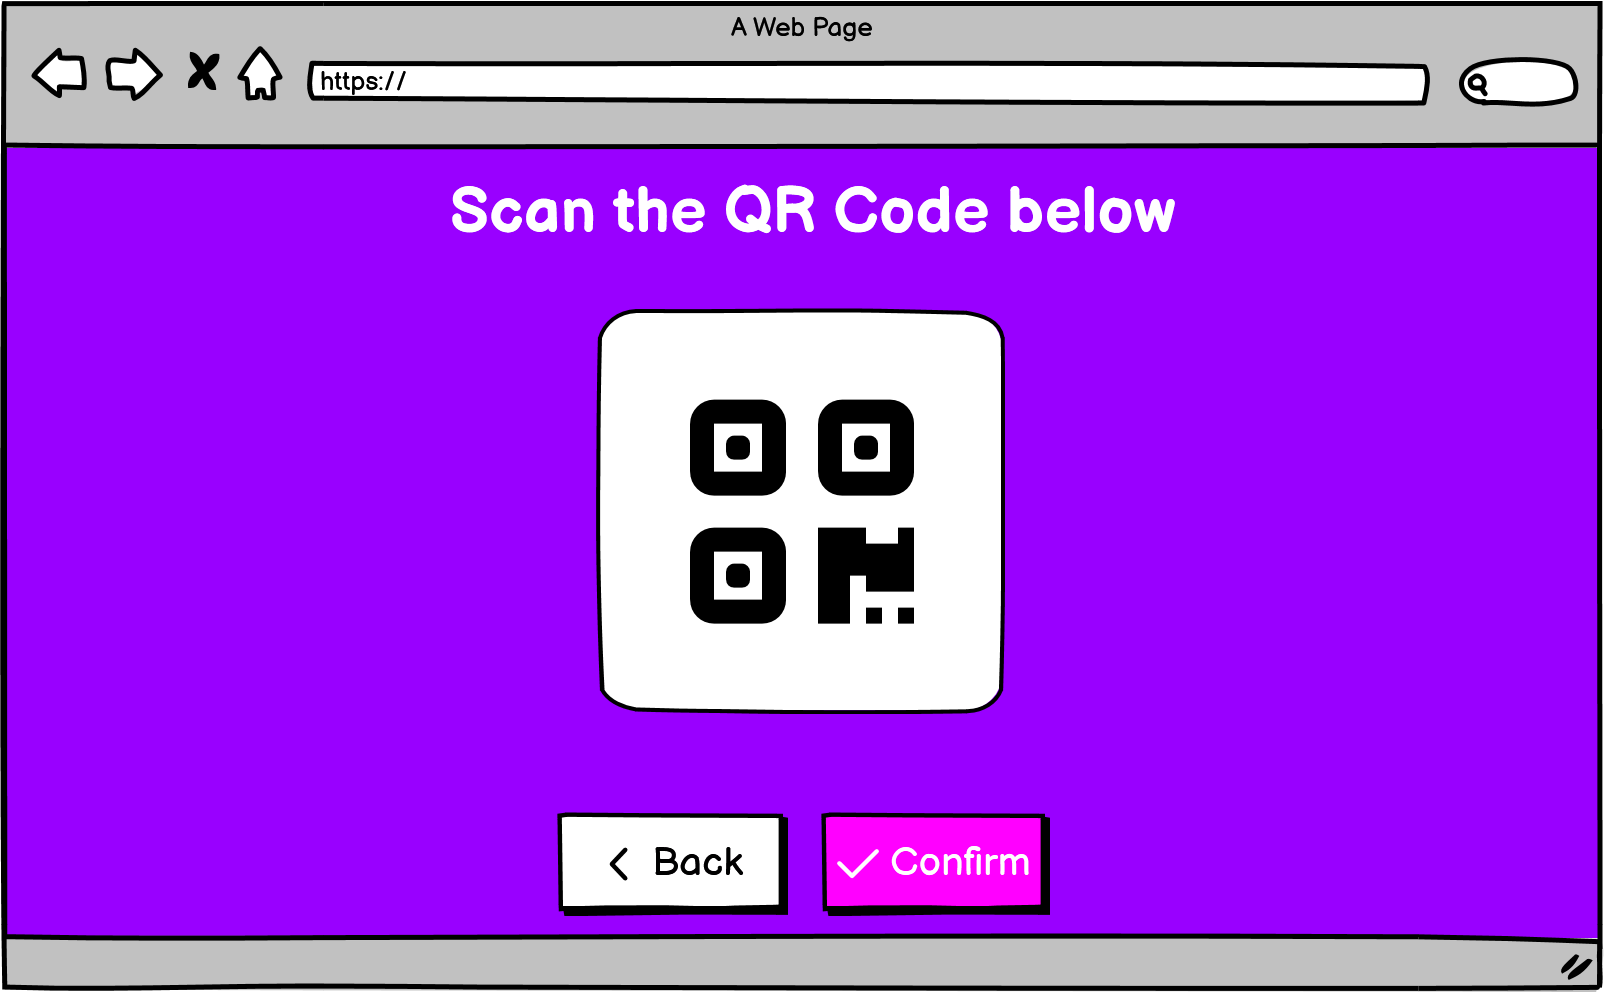 A Web Page
https://
Scan the QR Code below
Back
Confirm